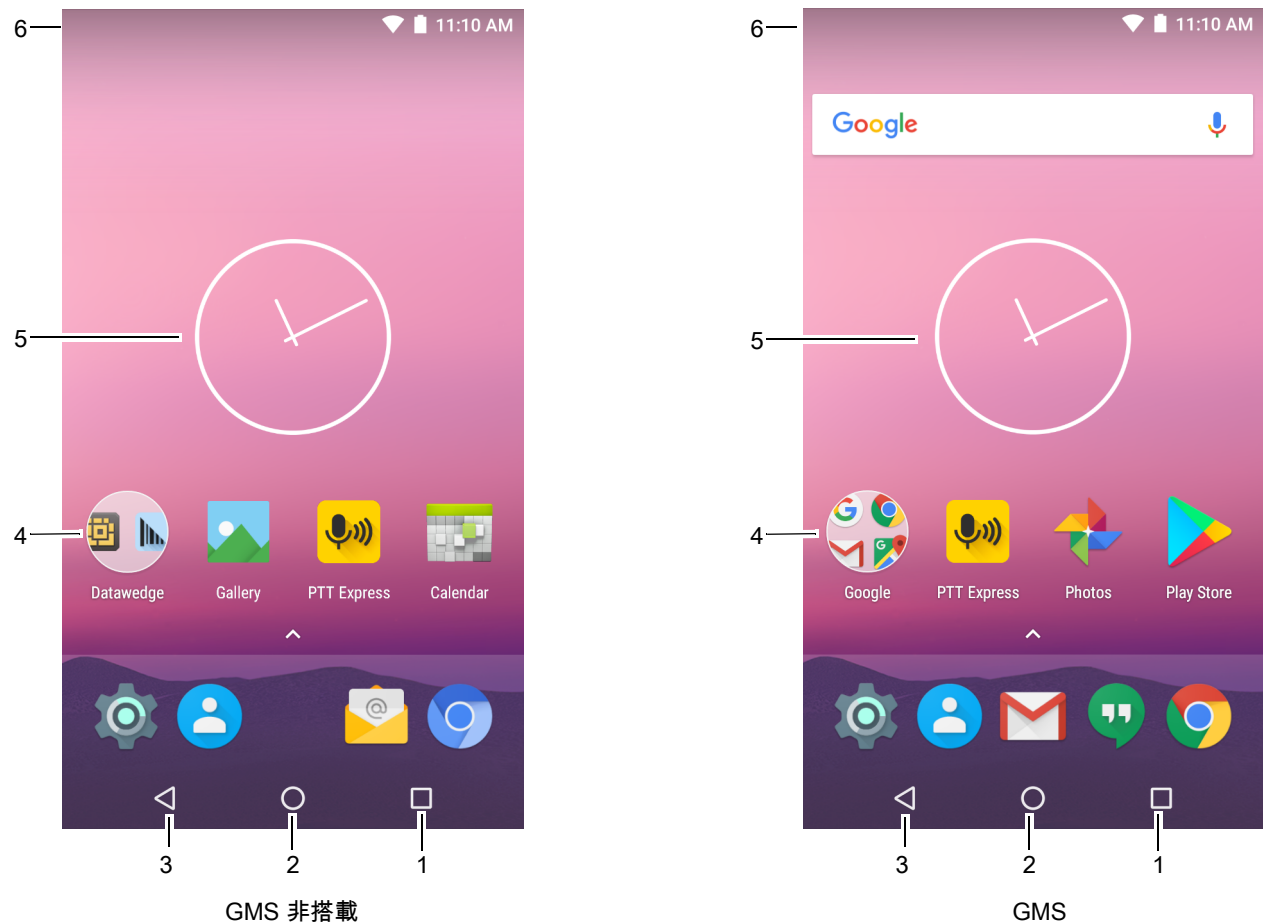 6
11:10 AM
5
4
Datawedge
Gallery
PTT Express
Calendar
@
3
2
1
GMS 非搭載
6
11:10 AM
Google
5
4
G
G
Google
PTT Express
Photos
Play Store
3
2
1
GMS